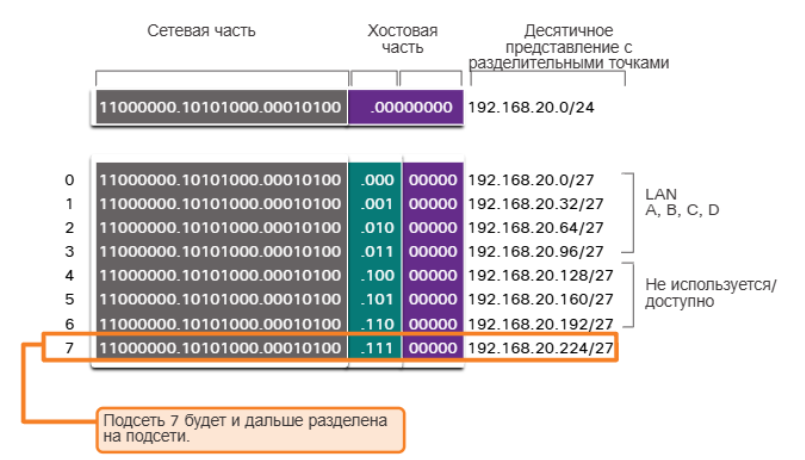 Сетевая часть
Хостовая
часть
Десятичное
представление с
разделительными точками
11000000.10101000.00010100 .00000000 192.168.20.0/24
0 11000000.10101000.00010100 .000 00000 192.168.20.0/27
1 11000000.10101000.00010100 .001 00000 192.168.20.32/27
2 11000000.10101000.00010100 .010 00000 192.168.20.64/27
3 11000000.10101000.00010100 .011 00000 192.168.20.96/27
LAN
A, B, C, D
4 11000000.10101000.00010100 .100 00000 192.168.20.128/27
5 11000000.10101000.00010100 .101 00000 192.168.20.160/27
6 11000000.10101000.00010100 .110 00000 192.168.20.192/27
Не используется/
доступно
7 11000000.10101000.00010100 .111 00000 192.168.20.224/27
Подсеть 7 будет и дальше разделена
на подсети.